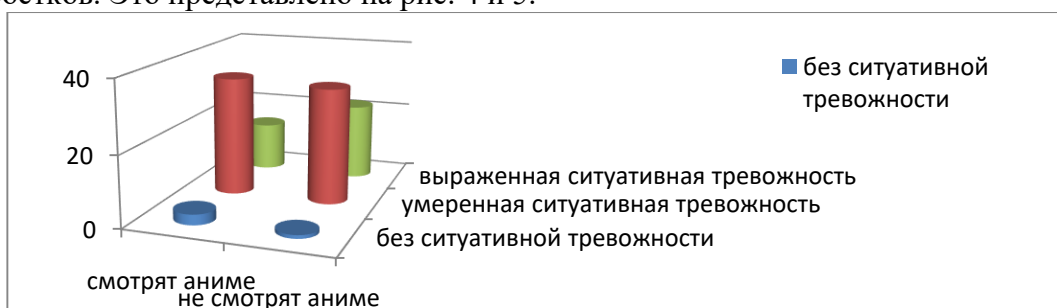 Это представлено на рис. 4 и 5.
40
20
0
без ситуативной
тревожности
выраженная ситуативная тревожность
умеренная ситуативная тревожность
без ситуативной тревожности
смотрят аниме
не смотрят аниме